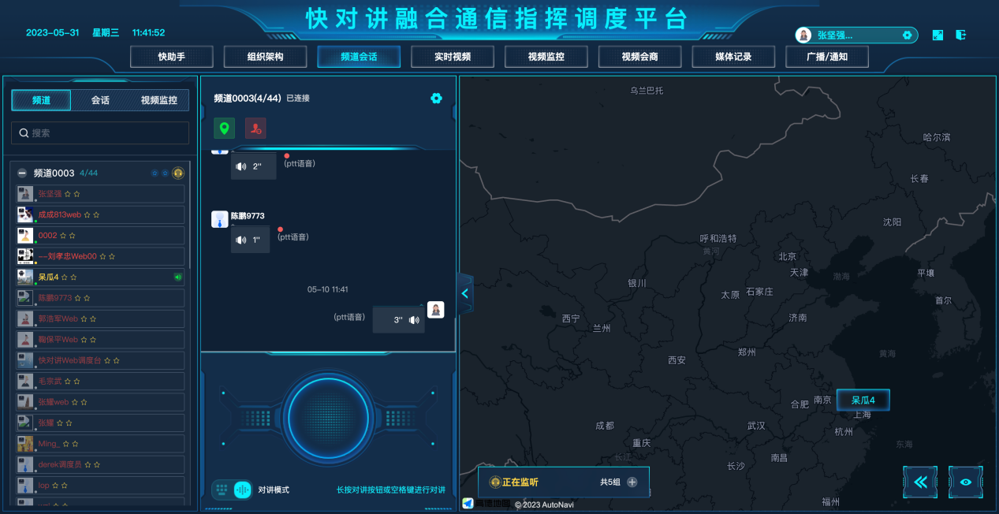 快对讲融合通信指挥调度平台
2023-05-31 星期三 11:41:52
张坚强...
快助手 组织架构 频道会话 实时视频 视频监控 视频会商 媒体记录 广播/通知
频道 会话 视频监控
搜索
频道0003 4/44
张坚强
成成813web
0002
——刘孝忠Web00
呆瓜4
陈鹏9773
郭浩军Web
鞠保平Web
快对讲Web调度台
毛宗武
张耀web
张耀
Ming_
derek调度员
lop
频道0003(4/44) 已连接
2''
(ptt语音)
陈鹏9773
1''
(ptt语音)
05-10 11:41
(ptt语音)
3''
对讲模式
长按对讲按钮或空格键进行对讲
乌兰巴托
哈尔滨
长春
沈阳
呼和浩特
黄河
北京
天津
渤海
平壤
银川
太原
石家庄
首尔
西宁
兰州
济南
西安
郑州
黄海
合肥
南京
呆瓜4
上海
成都
武汉
杭州
重庆
长江
东海
长沙
南昌
福州
正在监听 共5组
高德地图 © 2023 AutoNavi